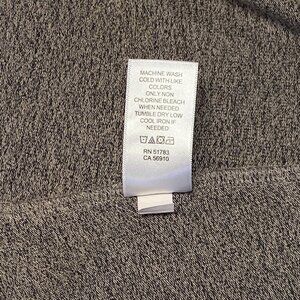 MACHINE WASH
COLD WITH LIKE
COLORS
ONLY NON
CHLORINE BLEACH
WHEN NEEDED
TUMBLE DRY LOW
COOL IRON IF
NEEDED
RN 51783
CA 56910